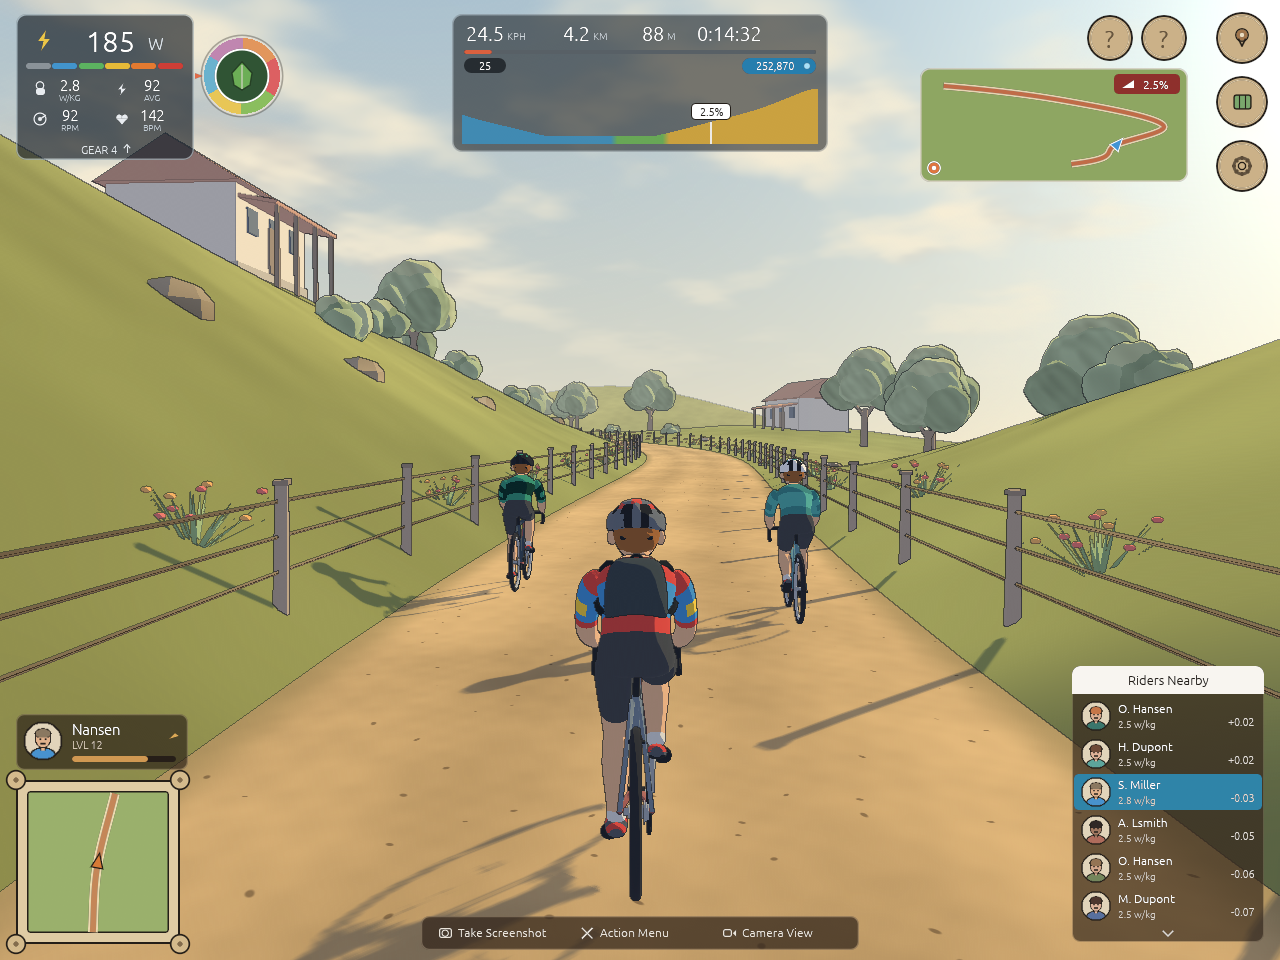 185 W
2.8 W/KG
92 AVG
92 RPM
142 BPM
GEAR 4
24.5 KPH 4.2 KM 88 M 0:14:32
25
252,870
2.5%
? ?
2.5%
Nansen
LVL 12
Riders Nearby
O. Hansen
2.5 w/kg +0.02
H. Dupont
2.5 w/kg +0.02
S. Miller
2.8 w/kg -0.03
A. Lsmith
2.5 w/kg -0.05
O. Hansen
2.5 w/kg -0.06
M. Dupont
2.5 w/kg -0.07
Take Screenshot Action Menu Camera View